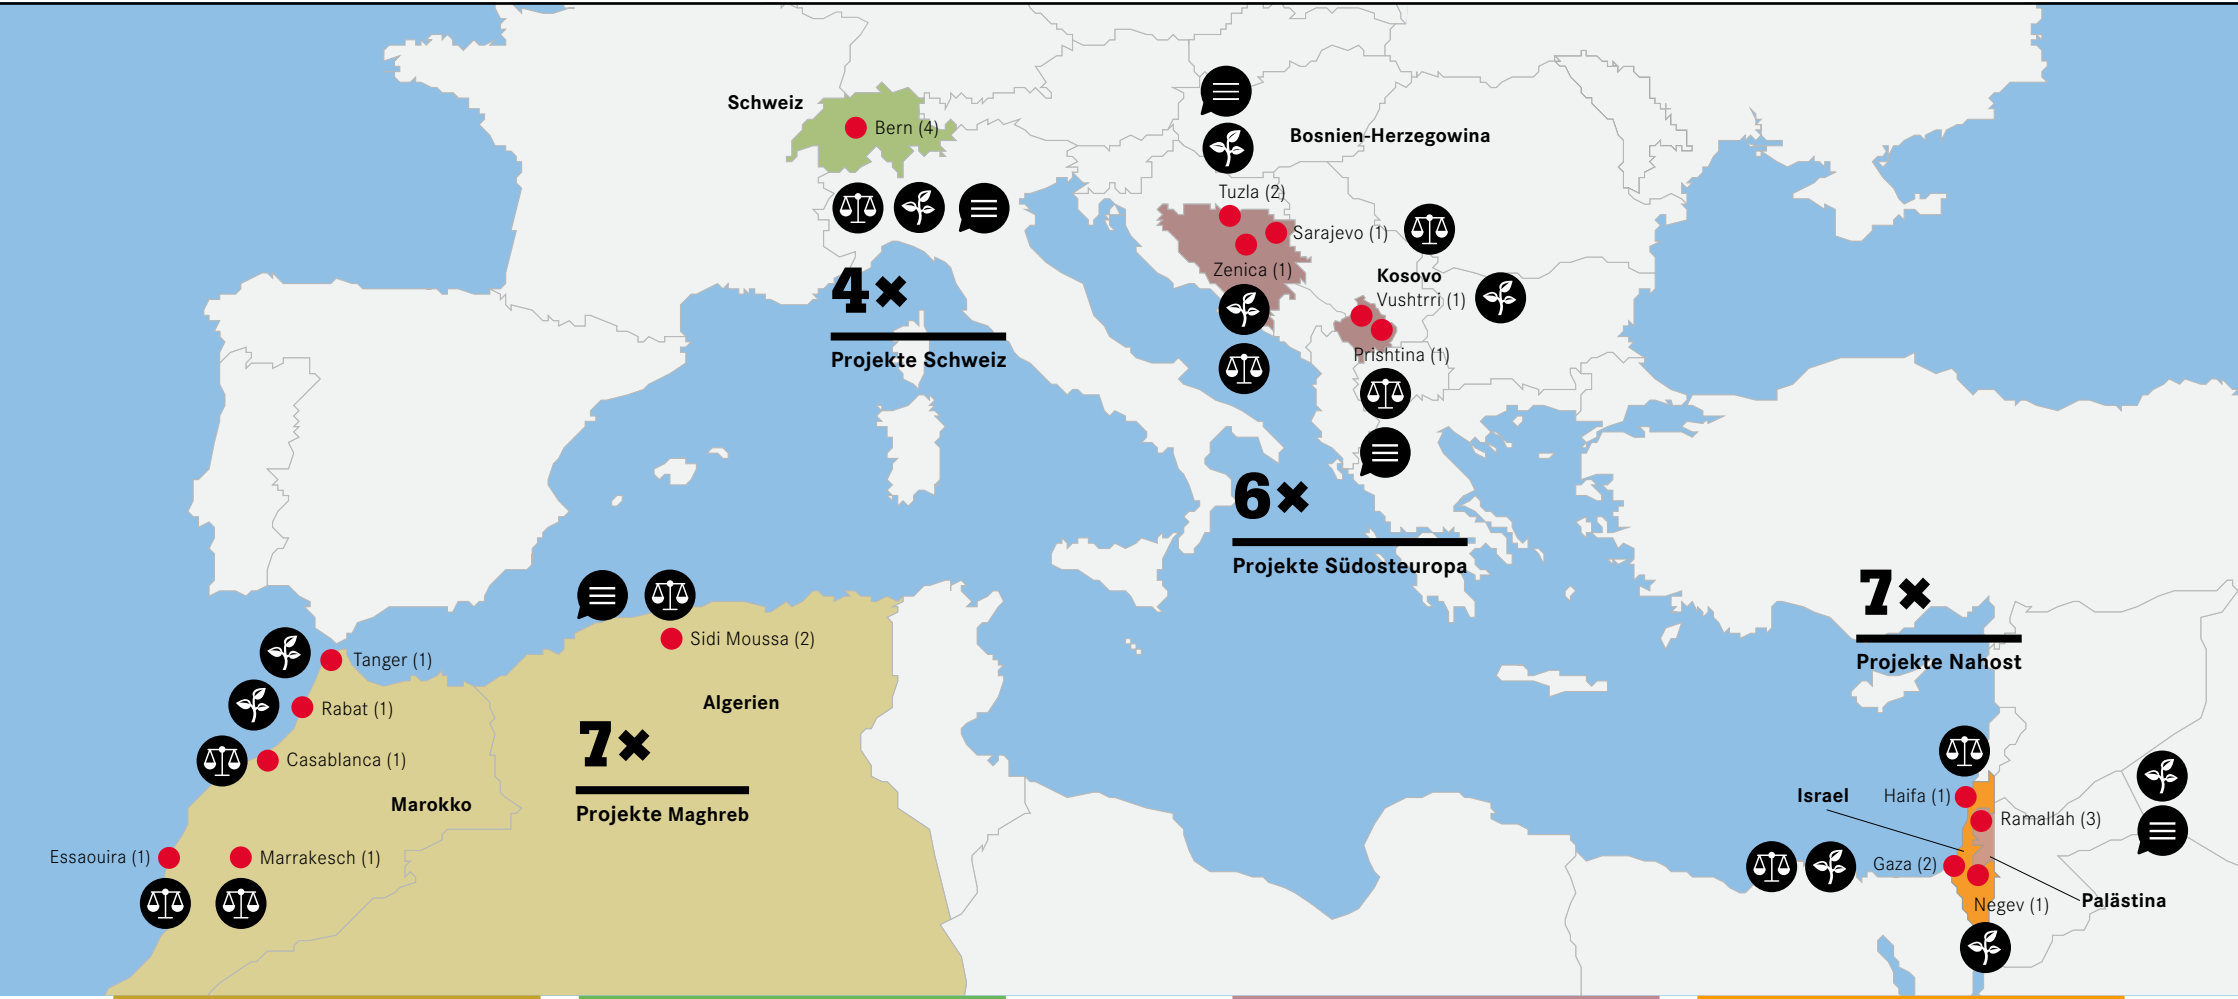 Schweiz
Bern (4)
Bosnien-Herzegowina
Tuzla (2)
Sarajevo (1)
Zenica (1)
Kosovo
Vushtrri (1)
Prishtina (1)
4×
Projekte Schweiz
6×
Projekte Südosteuropa
7×
Projekte Nahost
Sidi Moussa (2)
Tanger (1)
Rabat (1)
Algerien
Casablanca (1)
7×
Projekte Maghreb
Marokko
Essaouira (1)
Marrakesch (1)
Israel
Haifa (1)
Ramallah (3)
Gaza (2)
Palästina
Negev (1)